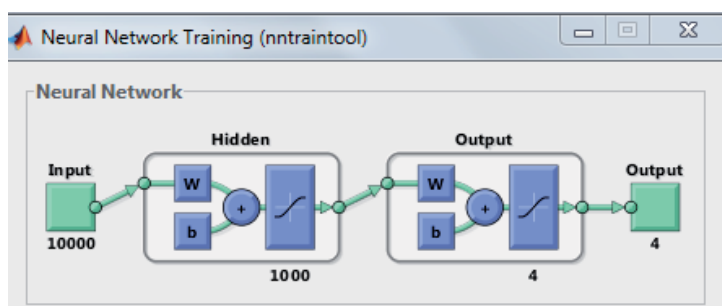 Neural Network Training (nntraintool)
Neural Network
Hidden Output
Input W + W + Output
b b
10000 1000 4 4